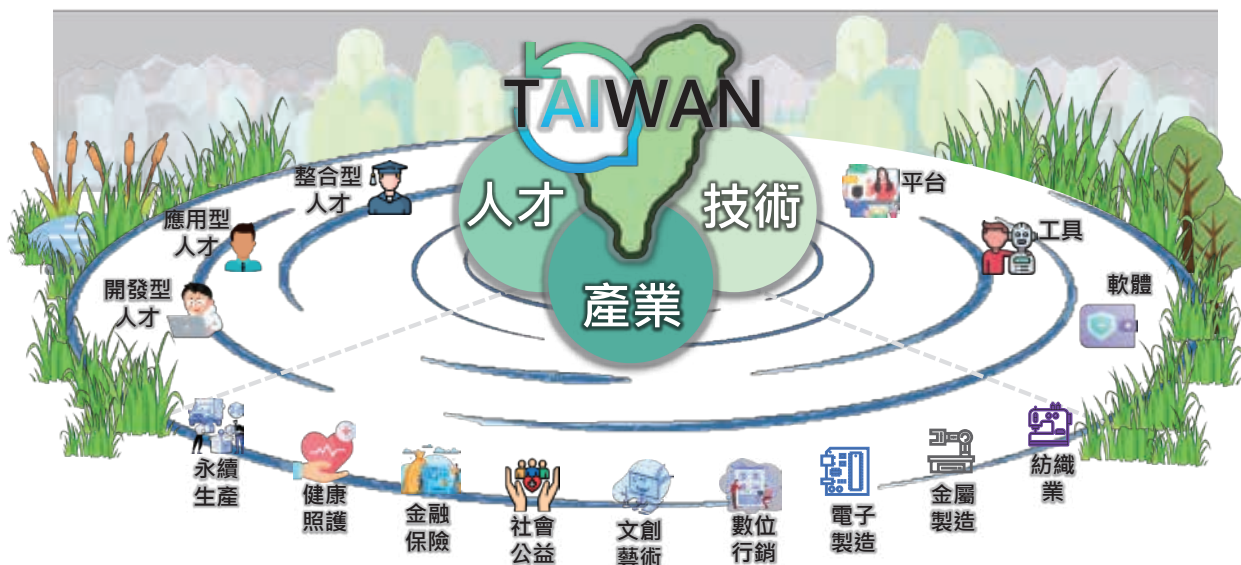 TAIWAN
人才
技術
產業
整合型
人才
應用型
人才
開發型
人才
平台
工具
軟體
永續
生產
健康
照護
金融
保險
社會
公益
文創
藝術
數位
行銷
電子
製造
金屬
製造
紡織
業